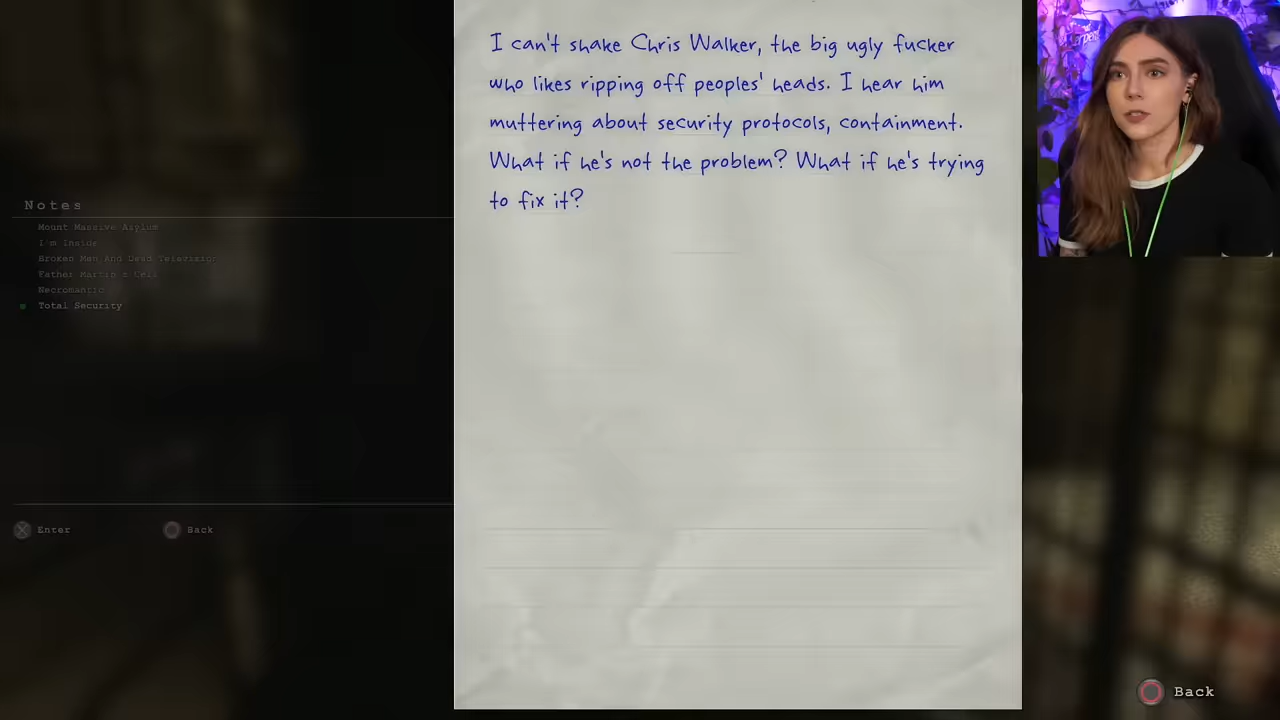 I can't shake Chris Walker, the big ugly fucker
who likes ripping off peoples' heads. I hear him
muttering about security protocols, containment.
What if he's not the problem? What if he's trying
to fix it?
Notes
Mount Massive Asylum
I'm Inside
Broken Men And Dead Television
Father Martin's Cell
Necromantic
Total Security
Enter
Back
Back